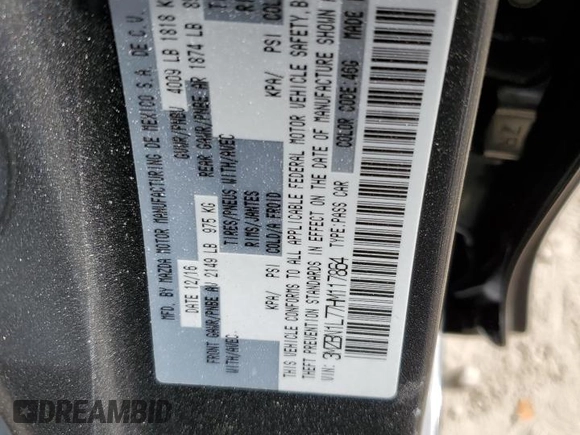 MFD. BY MAZDA MOTOR MANUFACTURING DE MEXICO S.A. DE C.V.
DATE 12/16 GVWR/PNBV 4009 LB 1818 K
FRONT GAWR/PNBE AV 2149 LB 975 KG REAR GAWR/PNBE AR 1874 LB
WITH/AVEC TIRES/PNEUS WITH/AVEC
RIMS/JANTES
KPA/ PSI COLD/A FROID KPA/ PSI COLD
THIS VEHICLE CONFORMS TO ALL APPLICABLE FEDERAL MOTOR VEHICLE SAFETY, B
THEFT PREVENTION STANDARDS IN EFFECT ON THE DATE OF MANUFACTURE SHOWN
COLOR CODE:46G MADE
VIN: 3MZBN1L77HM117864 TYPE:PASS CAR
DREAMBID